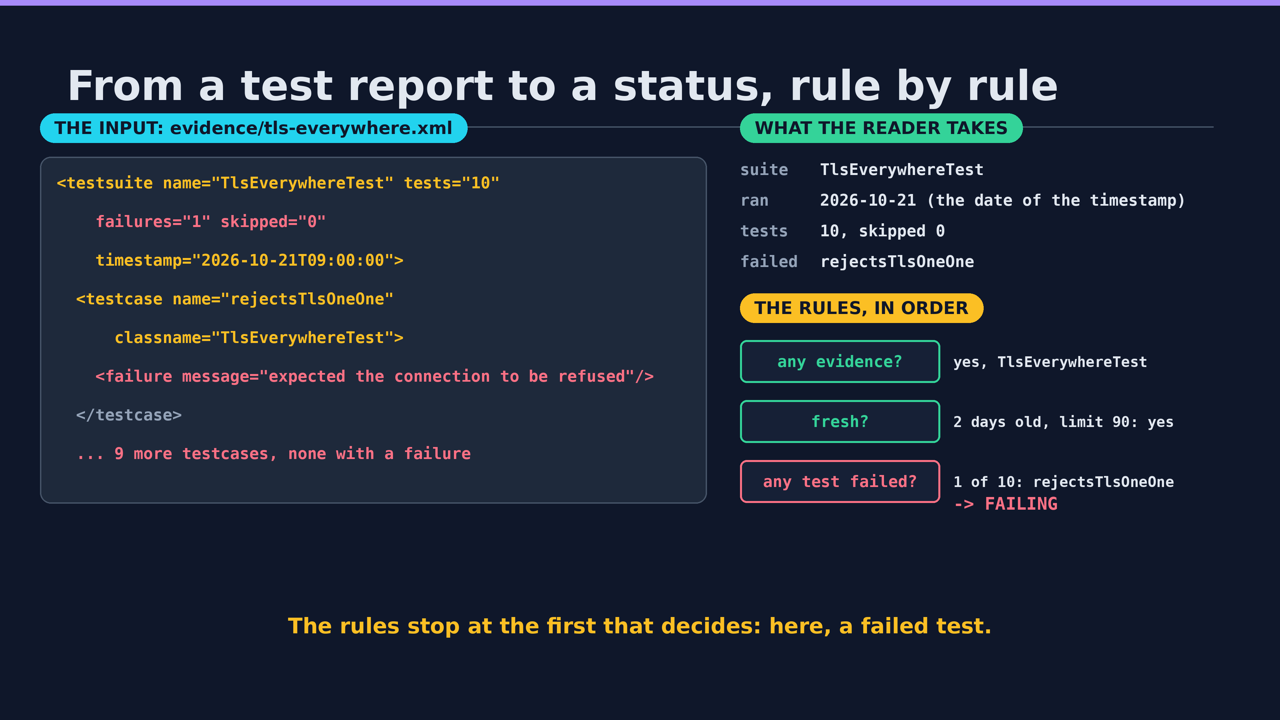 From a test report to a status, rule by rule
THE INPUT: evidence/tls-everywhere.xml
<testsuite name="TlsEverywhereTest" tests="10"
failures="1" skipped="0"
timestamp="2026-10-21T09:00:00">
<testcase name="rejectsTlsOneOne"
classname="TlsEverywhereTest">
<failure message="expected the connection to be refused"/>
</testcase>
... 9 more testcases, none with a failure
WHAT THE READER TAKES
suite TlsEverywhereTest
ran 2026-10-21 (the date of the timestamp)
tests 10, skipped 0
failed rejectsTlsOneOne
THE RULES, IN ORDER
any evidence? yes, TlsEverywhereTest
fresh? 2 days old, limit 90: yes
any test failed? 1 of 10: rejectsTlsOneOne
-> FAILING
The rules stop at the first that decides: here, a failed test.